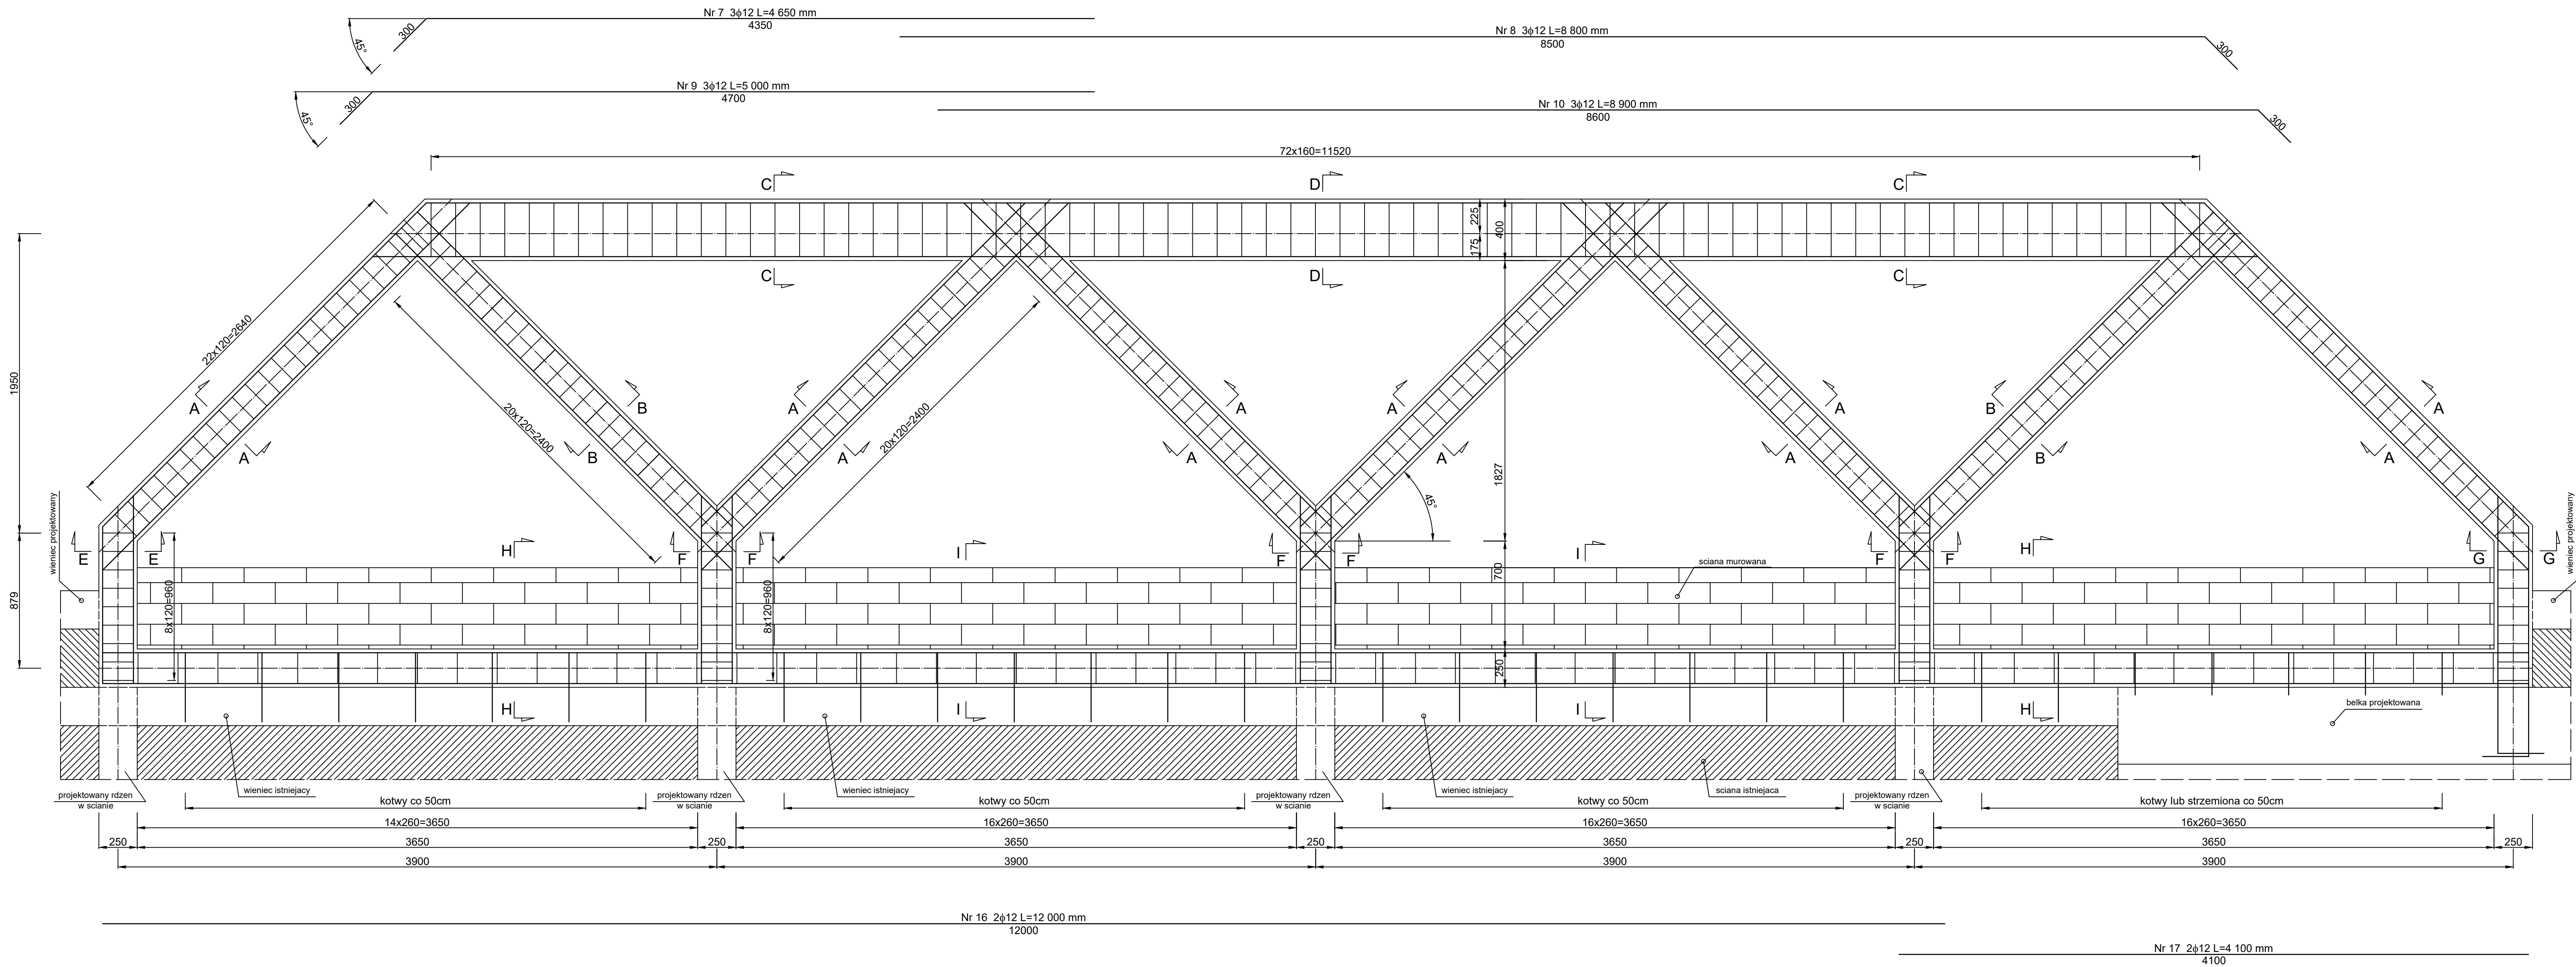 Nr 7  3ϕ12 L=4 650 mm
4350
300
45°
Nr 8  3ϕ12 L=8 800 mm
8500
300
Nr 9  3ϕ12 L=5 000 mm
4700
300
45°
Nr 10  3ϕ12 L=8 900 mm
8600
300
72x160=11520
C
D
C
225
400
175
C
D
C
22x120=2640
1950
A
B
A
A
A
A
B
A
20x120=2400
20x120=2400
A
B
A
A
A
A
B
A
1827
45°
wieniec projektowany
wieniec projektowany
E
E
H
F
F
I
F
F
I
F
F
H
G
G
sciana murowana
700
879
8x120=960
8x120=960
250
H
I
I
H
belka projektowana
wieniec istniejacy
wieniec istniejacy
wieniec istniejacy
sciana istniejaca
projektowany rdzen
w scianie
projektowany rdzen
w scianie
projektowany rdzen
w scianie
projektowany rdzen
w scianie
kotwy co 50cm
kotwy co 50cm
kotwy co 50cm
kotwy lub strzemiona co 50cm
14x260=3650
16x260=3650
16x260=3650
16x260=3650
250
3650
250
3650
250
3650
250
3650
250
3900
3900
3900
3900
Nr 16  2ϕ12 L=12 000 mm
12000
Nr 17  2ϕ12 L=4 100 mm
4100